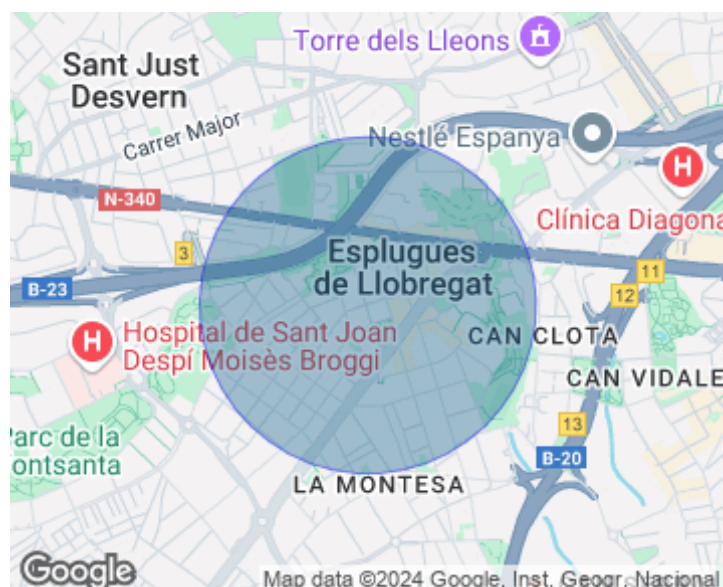 Torre dels Lleons
Sant Just
Desvern
Carrer Major
Nestlé Espanya
N-340
Clínica Diagona
3
Esplugues
de Llobregat
11
B-23
12
Hospital de Sant Joan
Despí Moisès Broggi
CAN CLOTA
CAN VIDALE
Parc de la
ontsanta
13
B-20
LA MONTESA
Google
Map data ©2024 Google, Inst. Geogr. Nacional